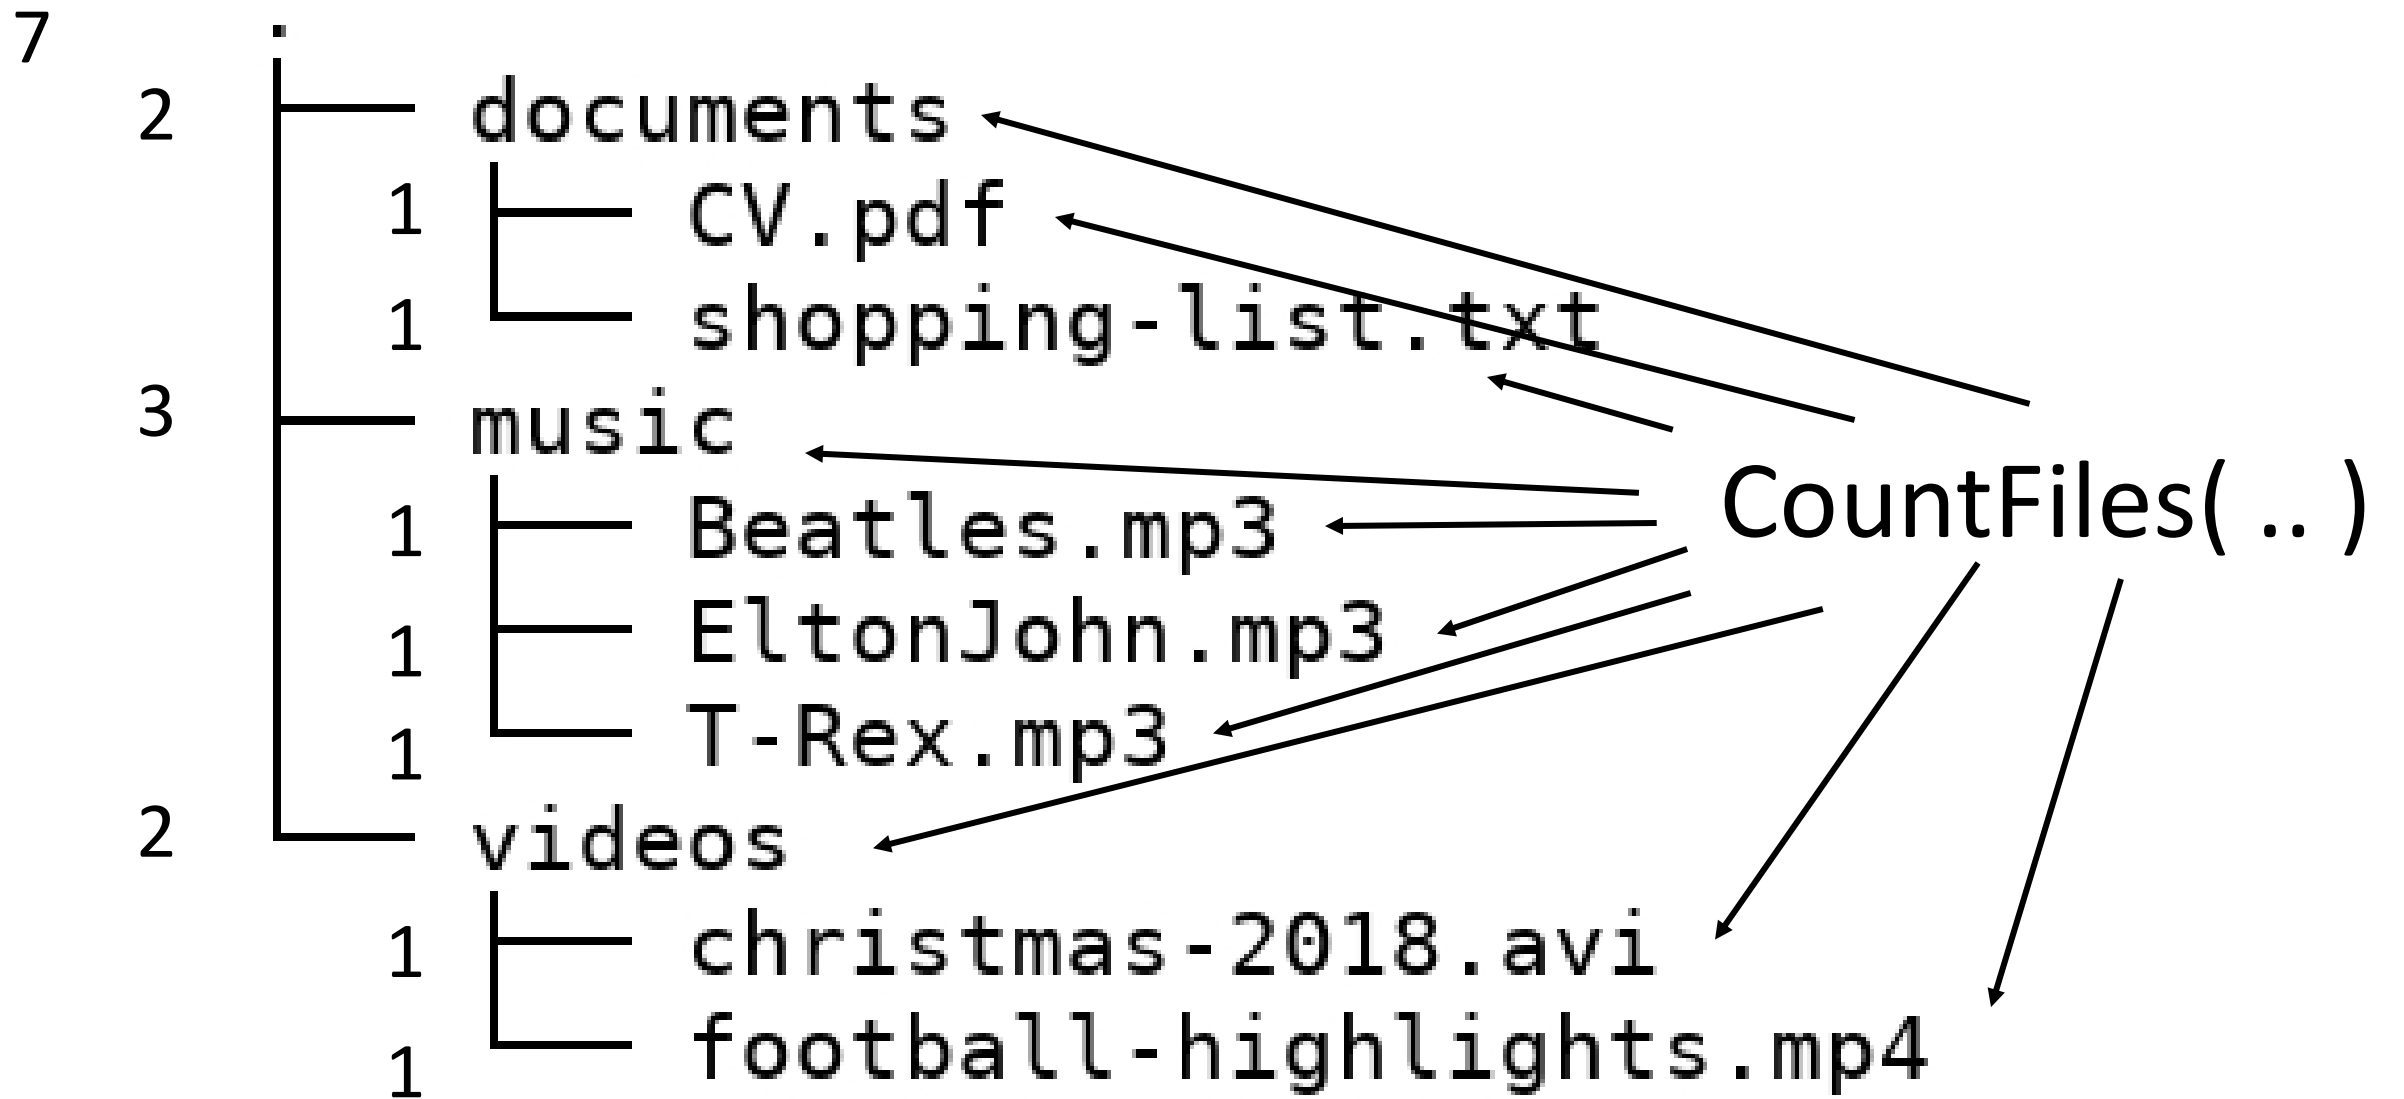 7 .
2 documents
1 CV.pdf
1 shopping-list.txt
3 music
1 Beatles.mp3 CountFiles( .. )
1 EltonJohn.mp3
1 T-Rex.mp3
2 videos
1 christmas-2018.avi
1 football-highlights.mp4